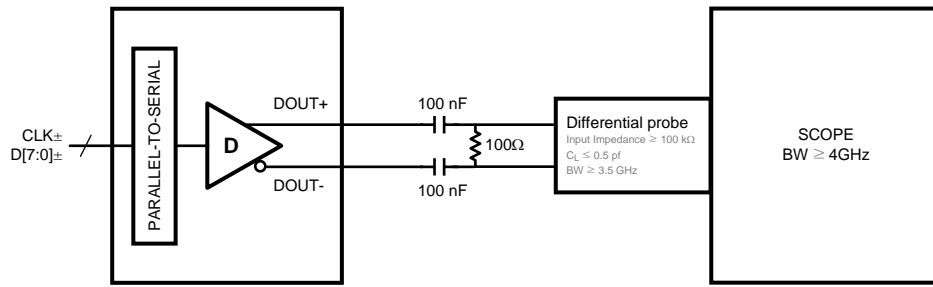 CLK±
D[7:0]±
PARALLEL-TO-SERIAL
D
DOUT+
DOUT-
100 nF
100Ω
100 nF
Differential probe
Input Impedance ≥ 100 kΩ
CL ≤ 0.5 pf
BW ≥ 3.5 GHz
SCOPE
BW ≥ 4GHz